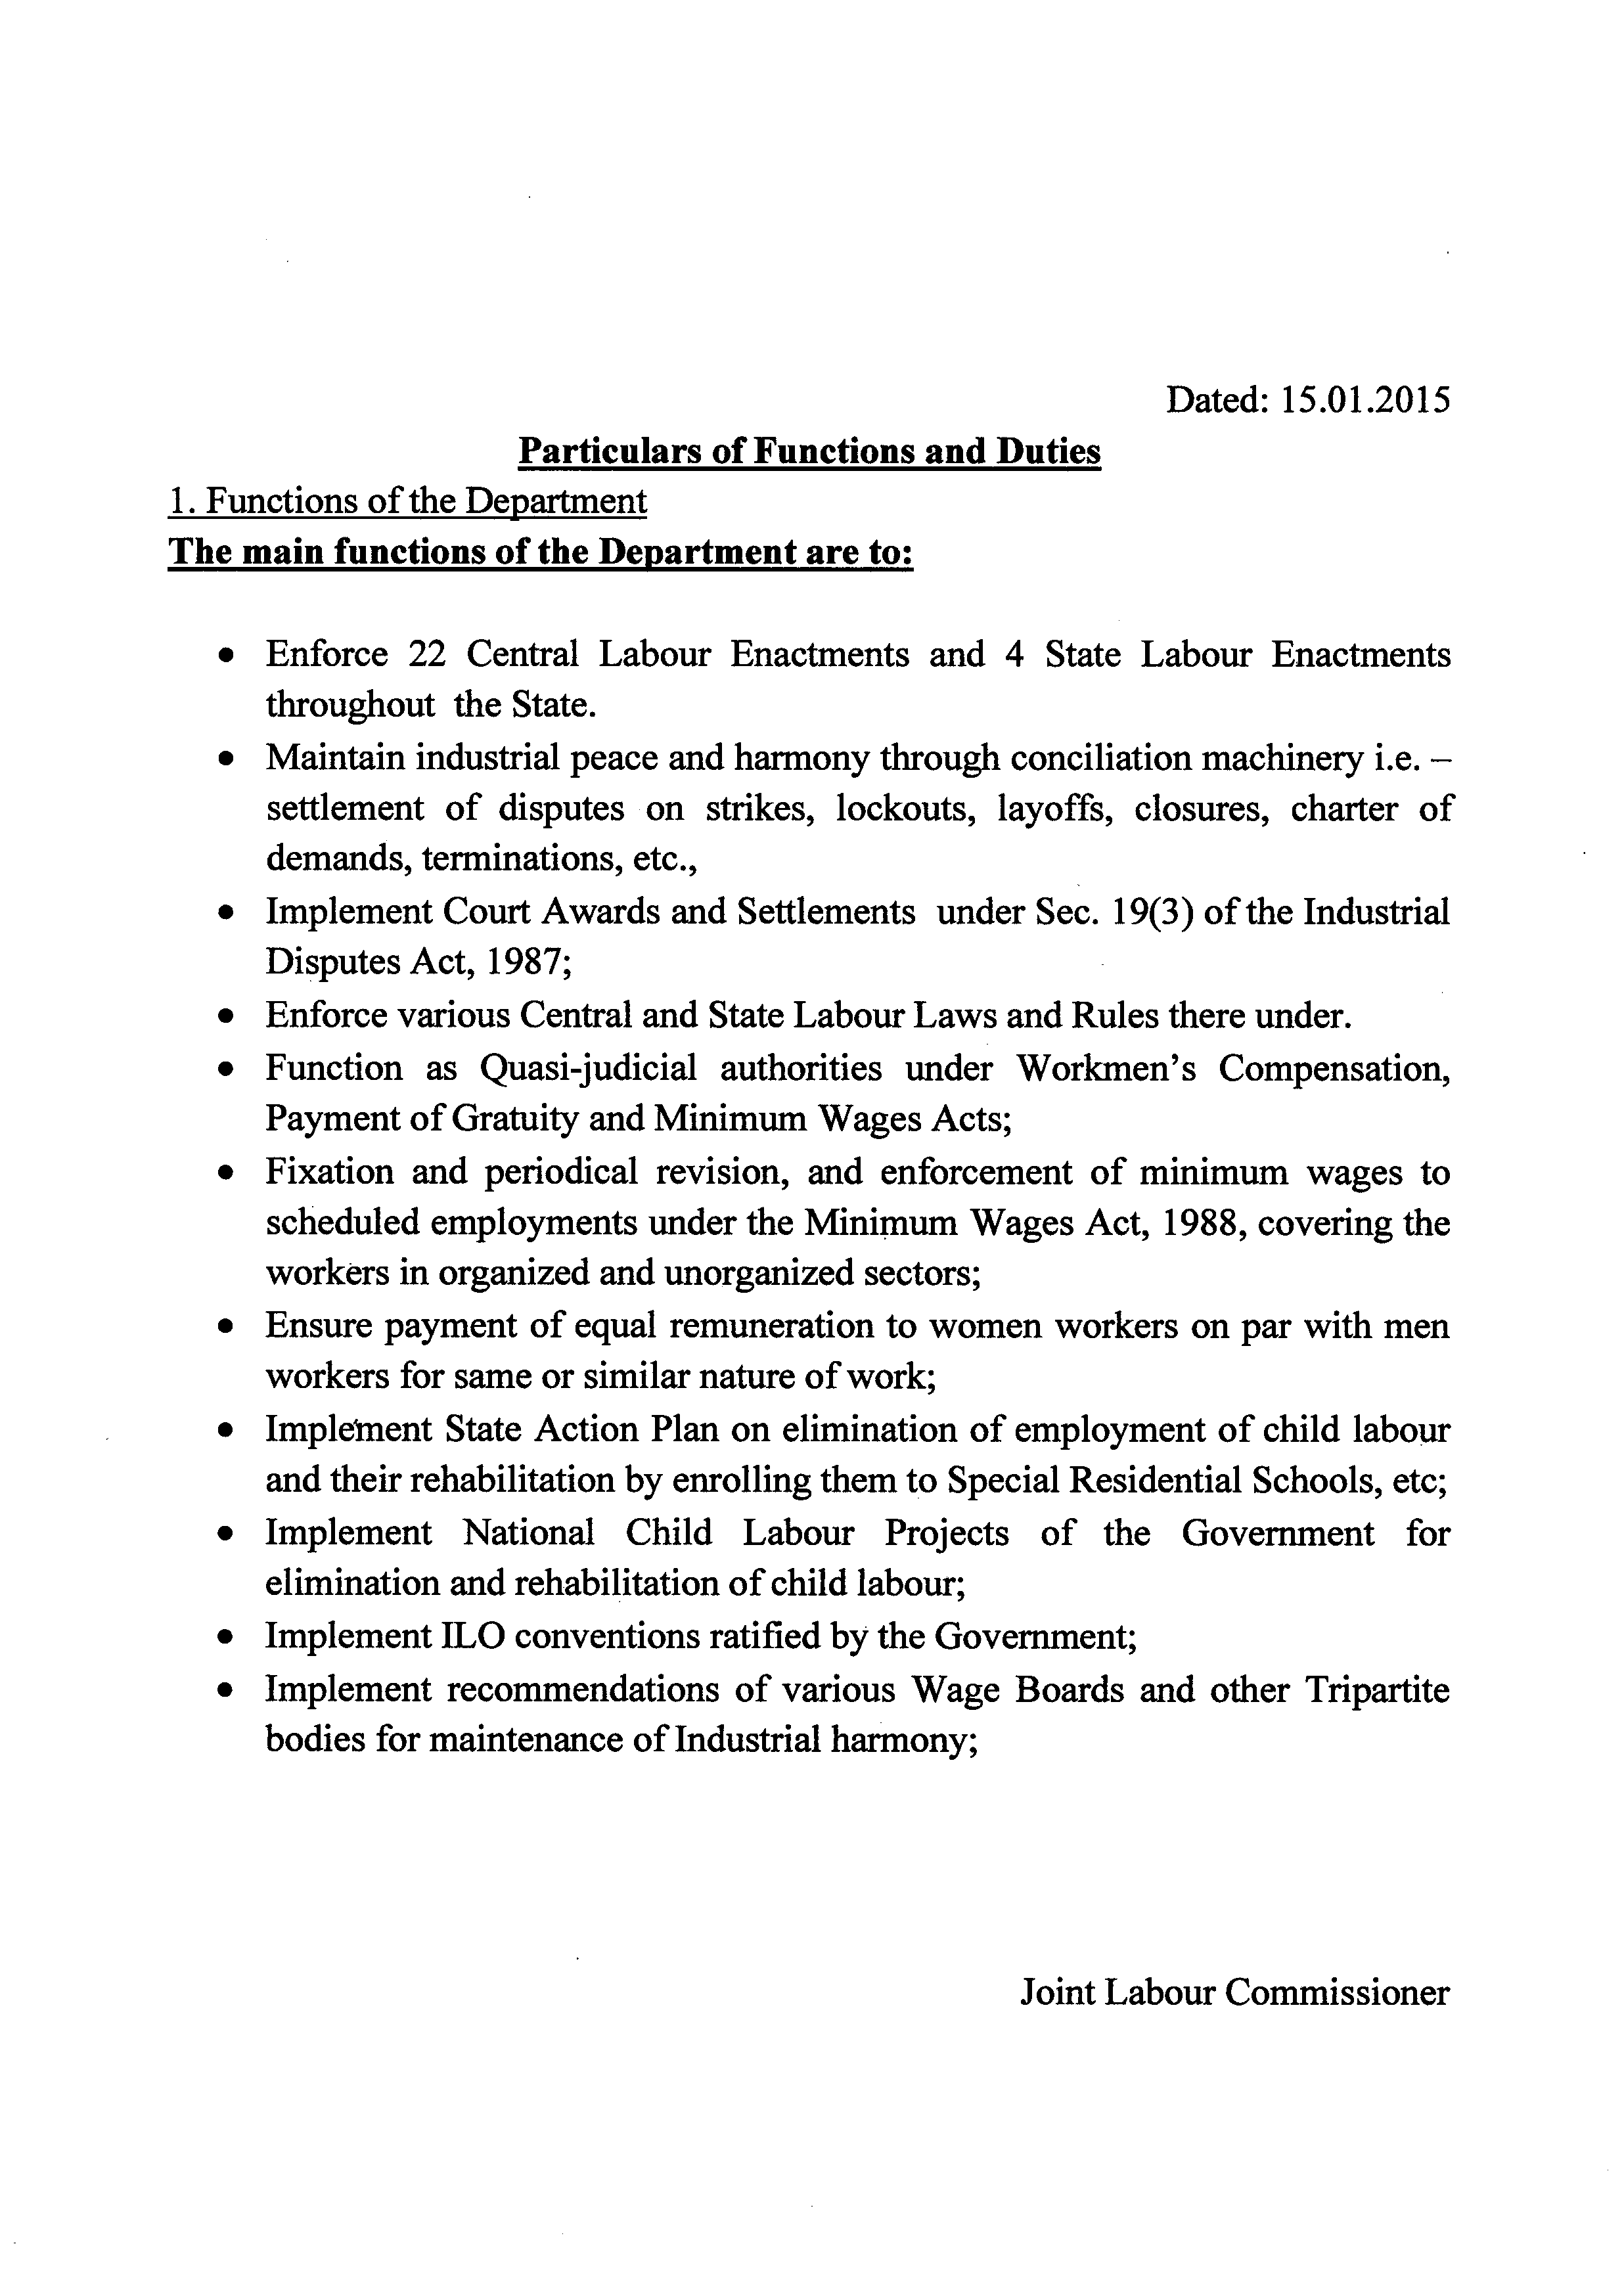 Dated: 15.01.2015
Particulars of Functions and Duties
1. Functions of the Department
The main functions of the Department are to:
• Enforce 22 Central Labour Enactments and 4 State Labour Enactments
throughout the State.
• Maintain industrial peace and harmony through conciliation machinery i.e. –
settlement of disputes on strikes, lockouts, layoffs, closures, charter of
demands, terminations, etc.,
• Implement Court Awards and Settlements under Sec. 19(3) of the Industrial
Disputes Act, 1987;
• Enforce various Central and State Labour Laws and Rules there under.
• Function as Quasi-judicial authorities under Workmen's Compensation,
Payment of Gratuity and Minimum Wages Acts;
• Fixation and periodical revision, and enforcement of minimum wages to
scheduled employments under the Minimum Wages Act, 1988, covering the
workers in organized and unorganized sectors;
• Ensure payment of equal remuneration to women workers on par with men
workers for same or similar nature of work;
• Implement State Action Plan on elimination of employment of child labour
and their rehabilitation by enrolling them to Special Residential Schools, etc;
• Implement National Child Labour Projects of the Government for
elimination and rehabilitation of child labour;
• Implement ILO conventions ratified by the Government;
• Implement recommendations of various Wage Boards and other Tripartite
bodies for maintenance of Industrial harmony;
Joint Labour Commissioner